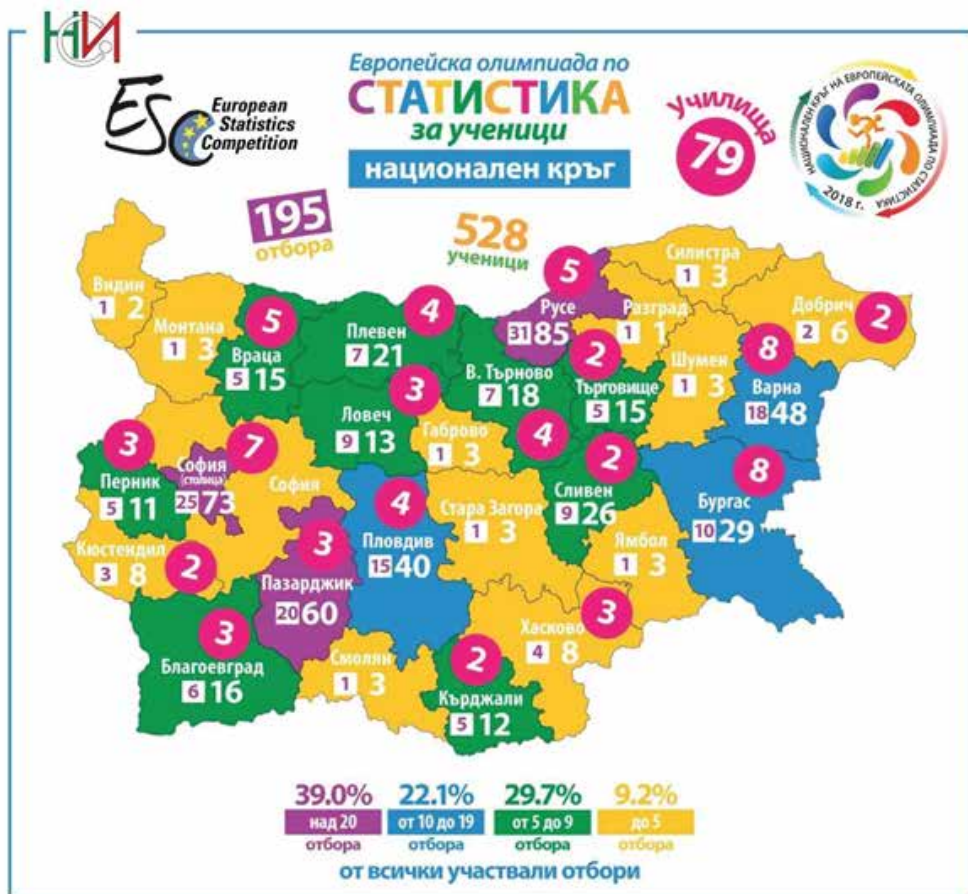 НСИ
ESC
European
Statistics
Competition
Европейска олимпиада по
СТАТИСТИКА
за ученици
национален кръг
Училища
79
НАЦИОНАЛЕН КРЪГ НА ЕВРОПЕЙСКАТА ОЛИМПИАДА ПО СТАТИСТИКА
2018 г.
195
отбора
528
ученици
Видин
1 2
Монтана
1 3
5
Враца
5 15
4
Плевен
7 21
5
Русе
31 85
Силистра
1 3
Разград
1 1
Добрич
2 6
2
3
Ловеч
9 13
В. Търново
7 18
4
2
Търговище
5 15
Шумен
1 3
8
Варна
18 48
Габрово
1 3
3
Перник
5 11
7
София
(столица)
25 73
София
2
Сливен
9 26
8
Бургас
10 29
Кюстендил
3 8
2
3
Пазарджик
20 60
4
Пловдив
15 40
Стара Загора
1 3
Ямбол
1 3
3
Благоевград
6 16
Смолян
1 3
2
Кърджали
5 12
Хасково
4 8
3
39.0% 22.1% 29.7% 9.2%
над 20 от 10 до 19 от 5 до 9 до 5
отбора отбора отбора отбора
от всички участвали отбори